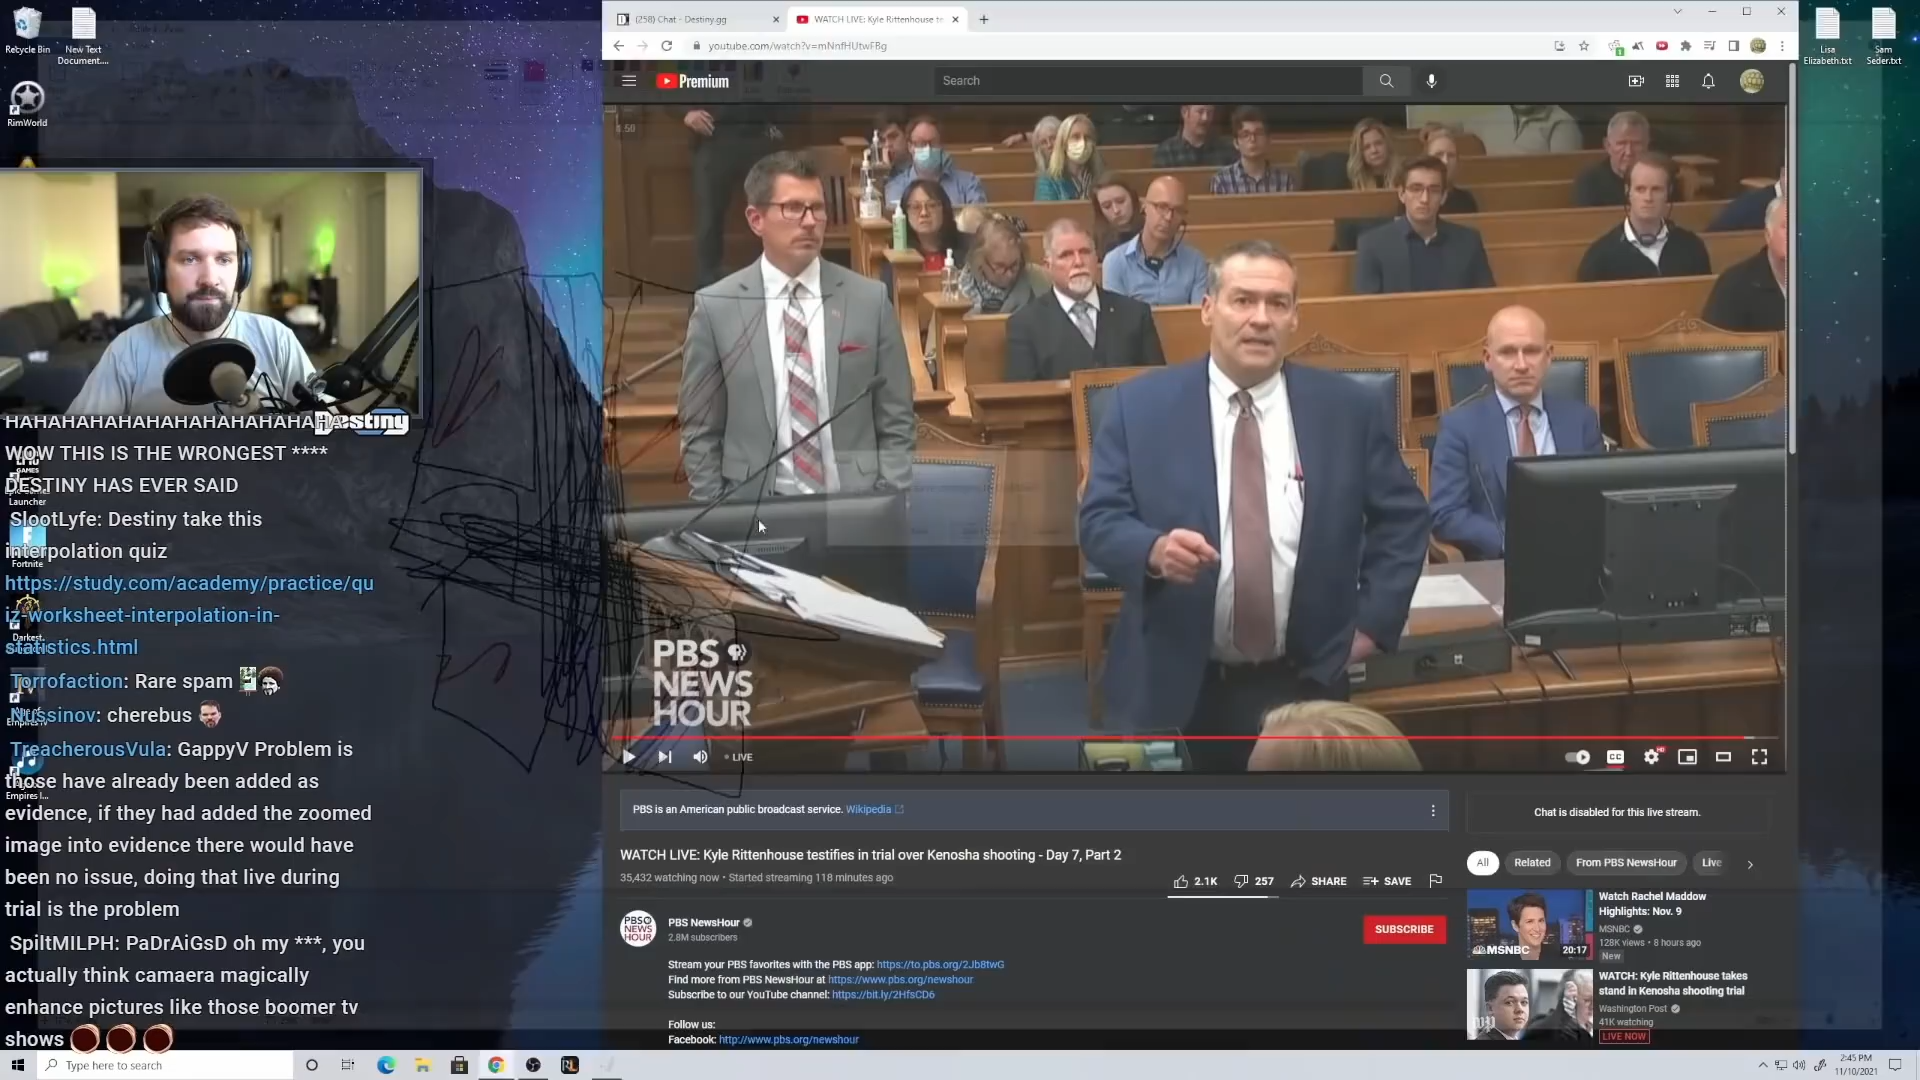 (258) Chat - Destiny.gg
WATCH LIVE: Kyle Rittenhouse te
youtube.com/watch?v=mNnfHUtwFBg
Recycle Bin
New Text Document....
RimWorld
Lisa Elizabeth.txt
Sam Seder.txt
Premium
Search
Destiny
HAHAHAHAHAHAHAHAHAHAHA
WOW THIS IS THE WRONGEST ****
DESTINY HAS EVER SAID
SlootLyfe: Destiny take this
interpolation quiz
https://study.com/academy/practice/qu
iz-worksheet-interpolation-in-
statistics.html
Torrofaction: Rare spam
Nussinov: cherebus
TreacherousVula: GappyV Problem is
those have already been added as
evidence, if they had added the zoomed
image into evidence there would have
been no issue, doing that live during
trial is the problem
SpiltMILPH: PaDrAiGsD oh my ***, you
actually think camaera magically
enhance pictures like those boomer tv
shows
Launcher
Fortnite
PBS
NEWS
HOUR
LIVE
CC
HD
PBS is an American public broadcast service. Wikipedia
Chat is disabled for this live stream.
WATCH LIVE: Kyle Rittenhouse testifies in trial over Kenosha shooting - Day 7, Part 2
35,432 watching now • Started streaming 118 minutes ago
2.1K
257
SHARE
SAVE
All
Related
From PBS NewsHour
Live
PBS NEWS HOUR
PBS NewsHour
2.8M subscribers
SUBSCRIBE
Stream your PBS favorites with the PBS app: https://to.pbs.org/2Jb8twG
Find more from PBS NewsHour at https://www.pbs.org/newshour
Subscribe to our YouTube channel: https://bit.ly/2HfsCD6
Follow us:
Facebook: http://www.pbs.org/newshour
MSNBC
20:17
Watch Rachel Maddow
Highlights: Nov. 9
MSNBC
128K views • 8 hours ago
New
wp
WATCH: Kyle Rittenhouse takes
stand in Kenosha shooting trial
Washington Post
41K watching
LIVE NOW
Type here to search
2:45 PM
11/10/2021